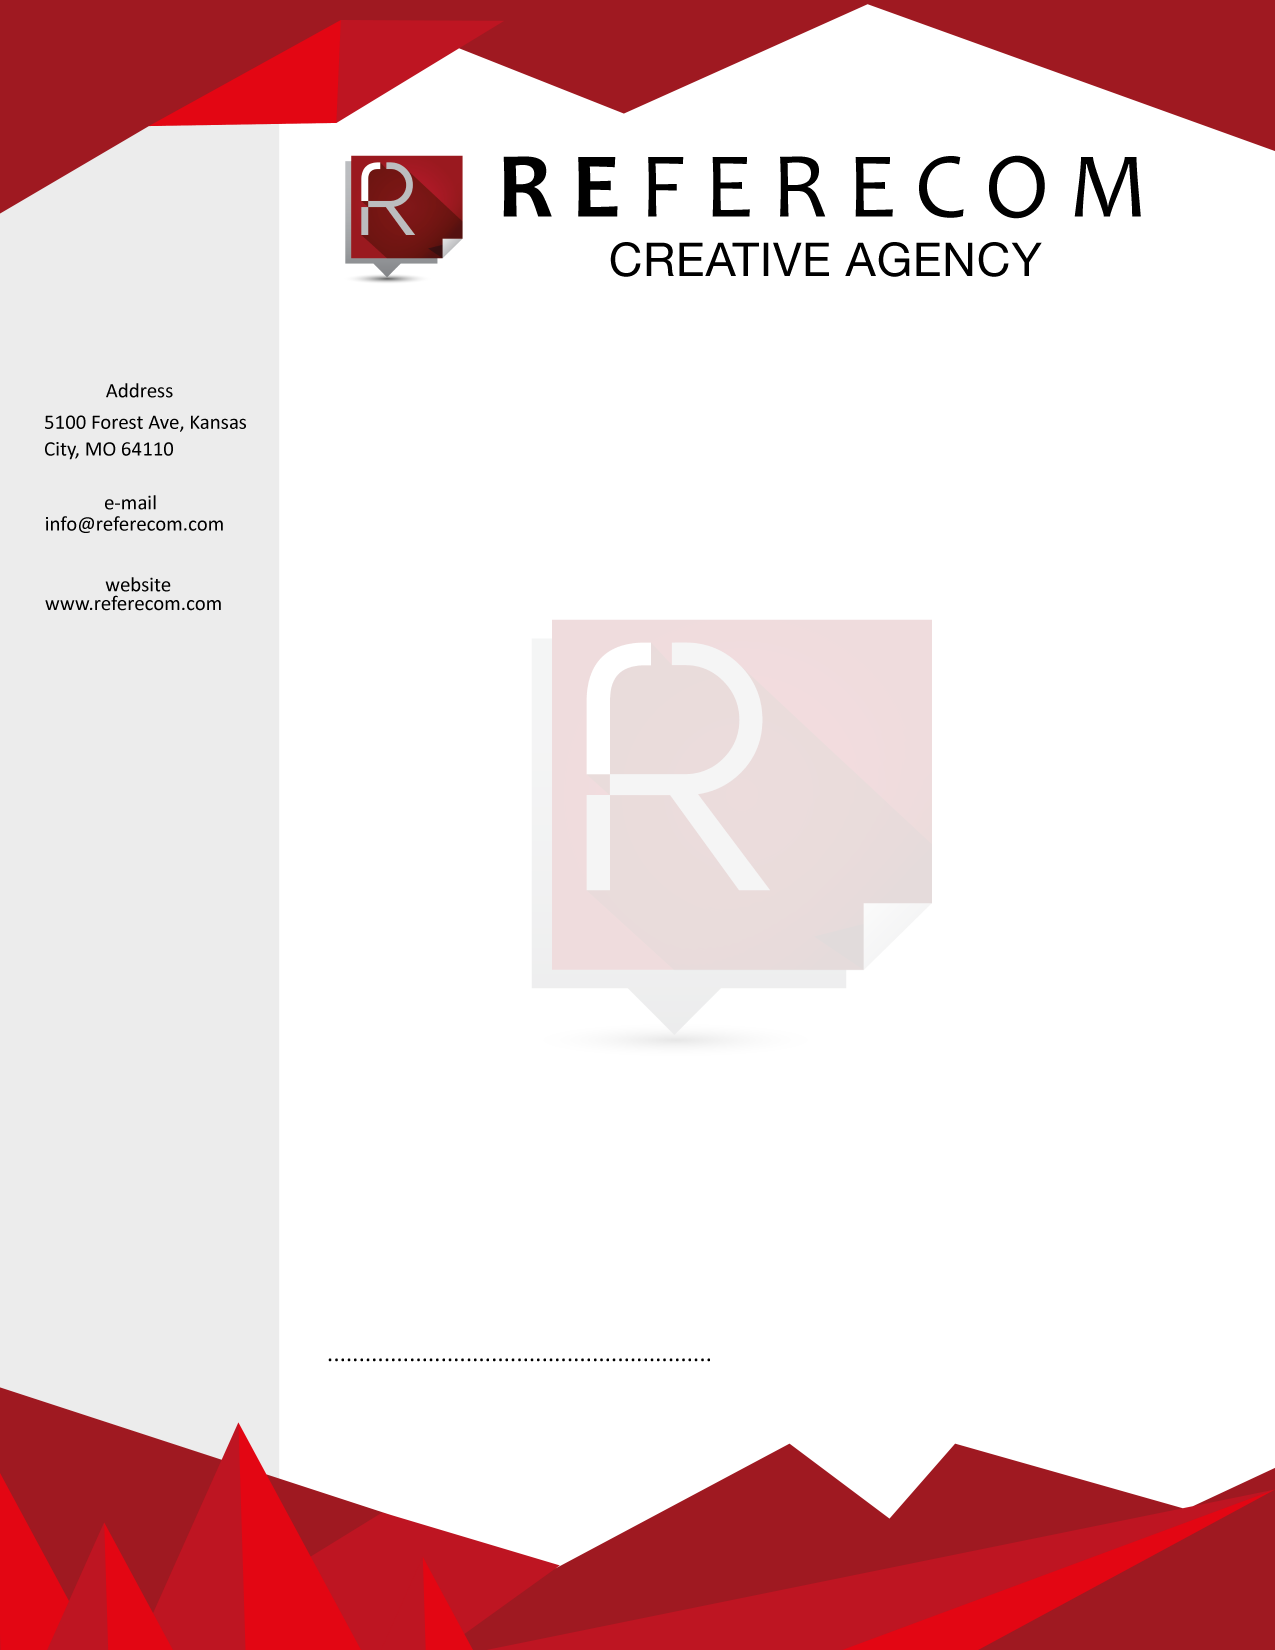 R
REFERECOM
CREATIVE AGENCY
Address
5100 Forest Ave, Kansas
City, MO 64110
e-mail
info@referecom.com
website
www.referecom.com
R
............................................................